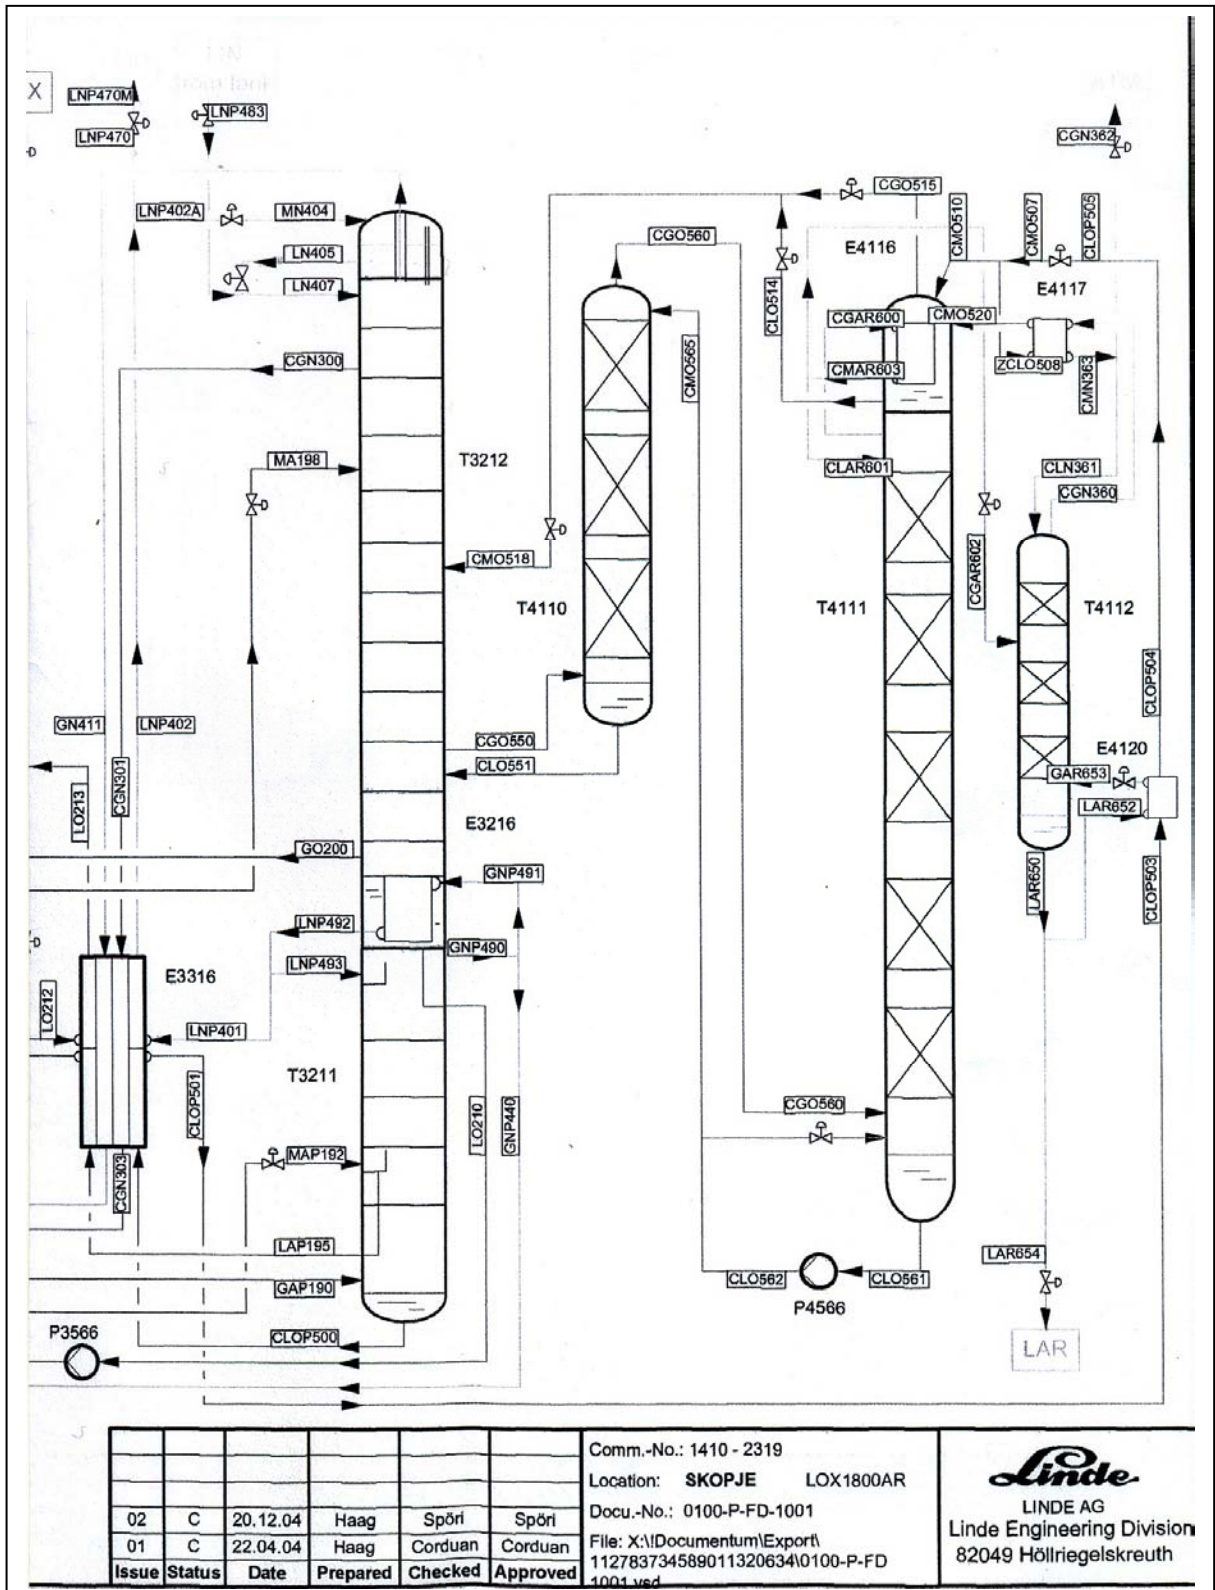 X
LNP470M
LNP483
LNP470
CGN362
LNP402A
MN404
CGO515
CMO510
CMO507
CLOP505
CGO560
E4116
LN405
LN407
E4117
CLO514
CGAR600
CMO520
CMO565
CGN300
CMAR603
ZCLO508
CMN363
MA198
T3212
CLAR601
CLN361
CGN360
CMO518
CGAR602
T4110
T4111
T4112
CLOP504
GN411
LNP402
CGO550
CLO551
E4120
GAR653
LO213
CGN301
E3216
LAR652
GO200
GNP491
LAR650
CLOP503
LNP492
GNP490
E3316
LNP493
LO212
LNP401
T3211
CLOP501
LO210
GNP440
CGO560
MAP192
CGN303
LAP195
GAP190
LAR654
CLO562
CLO561
P4566
P3566
CLOP500
LAR
Comm.-No.: 1410 - 2319
Location: SKOPJE LOX1800AR
Docu.-No.: 0100-P-FD-1001
File: X:\!Documentum\Export\
112783734589011320634\0100-P-FD
1001.vsd
02 C 20.12.04 Haag Spöri Spöri
01 C 22.04.04 Haag Corduan Corduan
Issue Status Date Prepared Checked Approved
Linde
LINDE AG
Linde Engineering Division
82049 Höllriegelskreuth